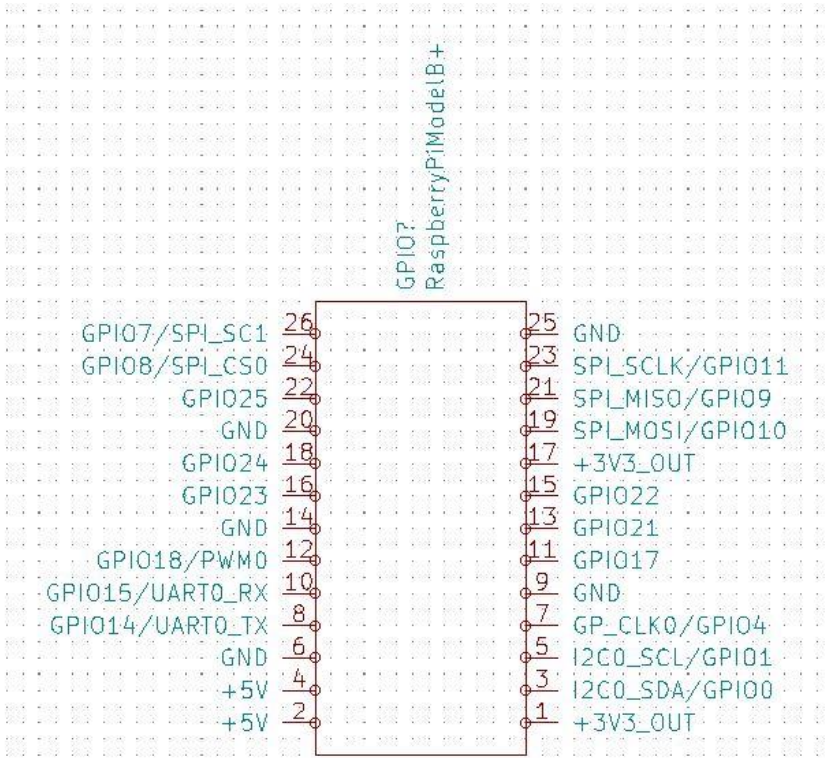 GPIO?
RaspberryPiModelB+
GPIO7/SPI_SC1 26 25 GND
GPIO8/SPI_CS0 24 23 SPI_SCLK/GPIO11
GPIO25 22 21 SPI_MISO/GPIO9
GND 20 19 SPI_MOSI/GPIO10
GPIO24 18 17 +3V3_OUT
GPIO23 16 15 GPIO22
GND 14 13 GPIO21
GPIO18/PWM0 12 11 GPIO17
GPIO15/UART0_RX 10 9 GND
GPIO14/UART0_TX 8 7 GP_CLK0/GPIO4
GND 6 5 I2C0_SCL/GPIO1
+5V 4 3 I2C0_SDA/GPIO0
+5V 2 1 +3V3_OUT